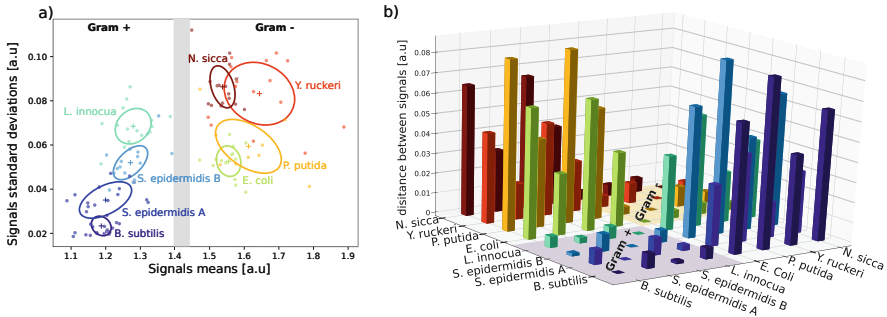 a)
Gram +
Gram -
N. sicca
Y. ruckeri
L. innocua
P. putida
S. epidermidis B
E. coli
S. epidermidis A
B. subtilis
0.10
0.08
0.06
0.04
0.02
Signals standard deviations [a.u]
1.1 1.2 1.3 1.4 1.5 1.6 1.7 1.8 1.9
Signals means [a.u]
b)
0.08
0.07
0.06
0.05
0.04
0.03
0.02
0.01
0
disitance between signals [a.u]
N. sicca
Y. ruckeri
P. putida
E. coli
L. innocua
S. epidermidis B
S. epidermidis A
B. subtilis
Gram +
Gram -
B. subtilis
S. epidermidis A
S. epidermidis B
L. innocua
E. Coli
P. putida
Y. ruckeri
N. sicca